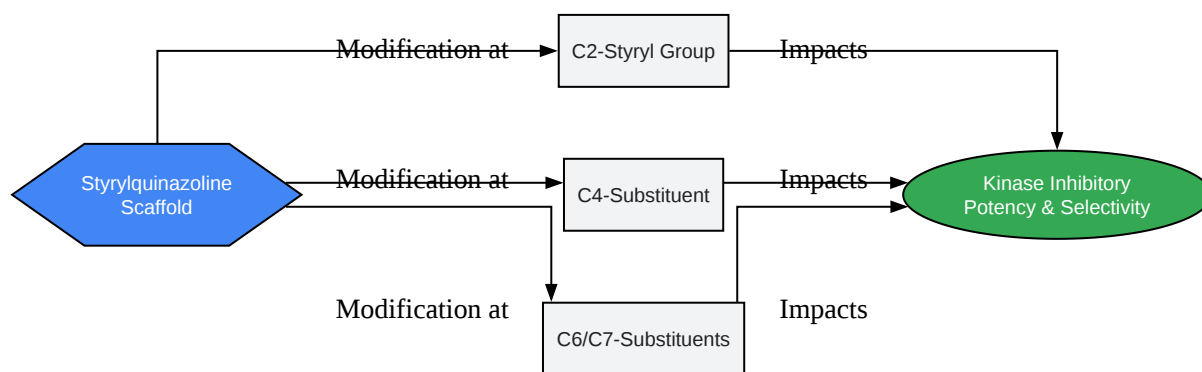 Modification at
C2-Styryl Group
Impacts
Styrylquinazoline
Scaffold
Modification at
C4-Substituent
Impacts
Kinase Inhibitory
Potency & Selectivity
Modification at
C6/C7-Substituents
Impacts